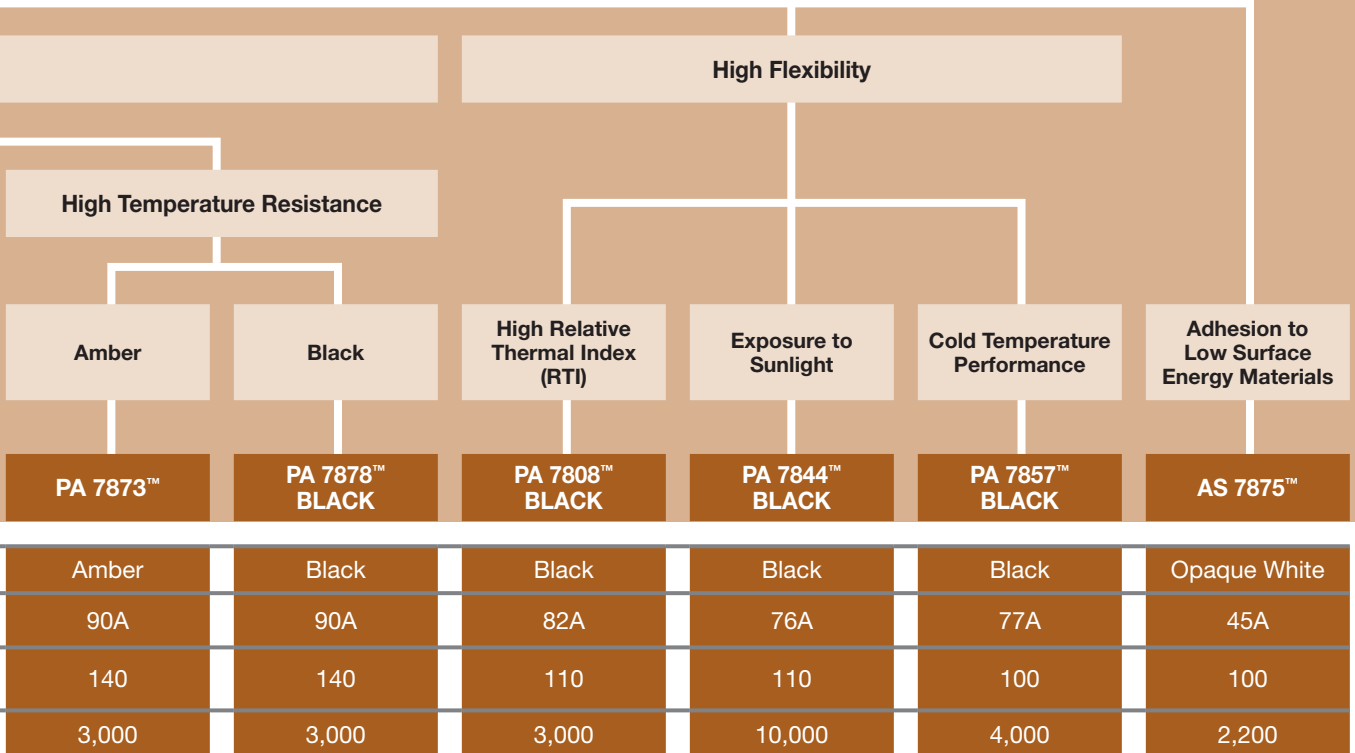 High Flexibility
High Temperature Resistance
Amber
Black
High Relative
Thermal Index
(RTI)
Exposure to
Sunlight
Cold Temperature
Performance
Adhesion to
Low Surface
Energy Materials
PA 7873™
PA 7878™
BLACK
PA 7808™
BLACK
PA 7844™
BLACK
PA 7857™
BLACK
AS 7875™
Amber Black Black Black Black Opaque White
90A 90A 82A 76A 77A 45A
140 140 110 110 100 100
3,000 3,000 3,000 10,000 4,000 2,200